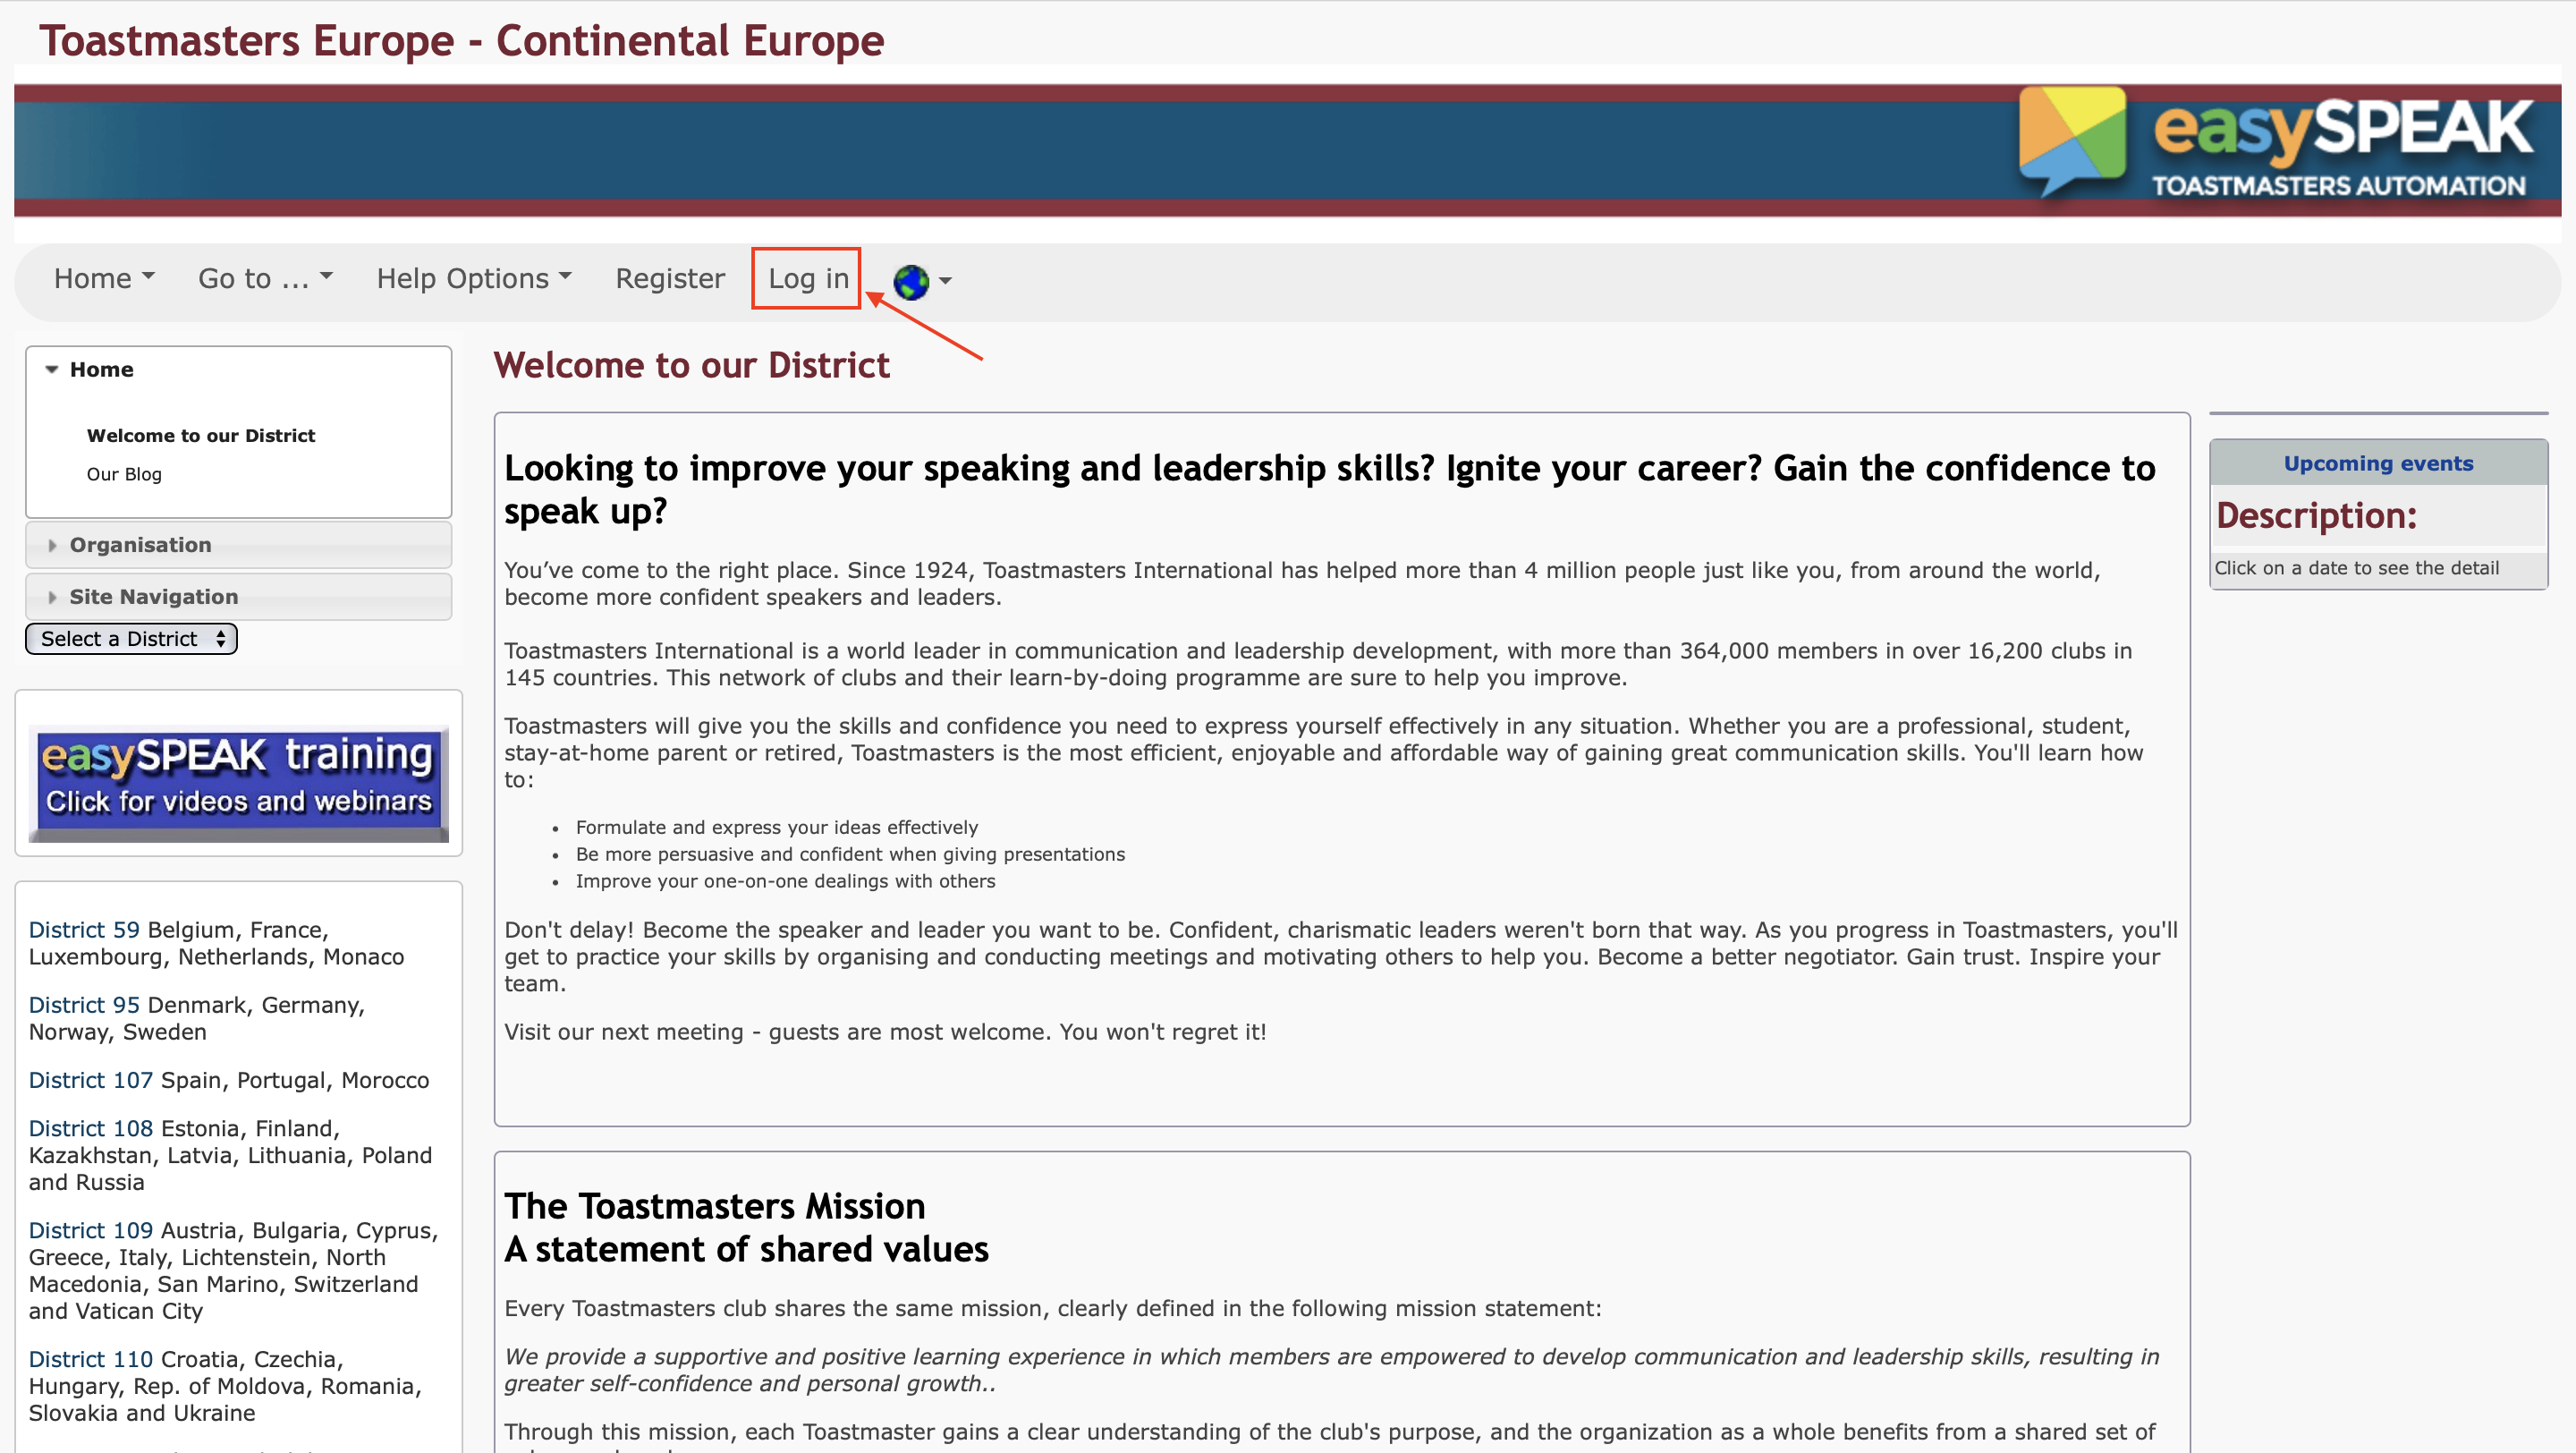 Toastmasters Europe - Continental Europe
easySPEAK
TOASTMASTERS AUTOMATION
Home
Go to ...
Help Options
Register
Log in
Home
Welcome to our District
Our Blog
Organisation
Site Navigation
Select a District
easySPEAK training
Click for videos and webinars
District 59 Belgium, France,
Luxembourg, Netherlands, Monaco
District 95 Denmark, Germany,
Norway, Sweden
District 107 Spain, Portugal, Morocco
District 108 Estonia, Finland,
Kazakhstan, Latvia, Lithuania, Poland
and Russia
District 109 Austria, Bulgaria, Cyprus,
Greece, Italy, Lichtenstein, North
Macedonia, San Marino, Switzerland
and Vatican City
District 110 Croatia, Czechia,
Hungary, Rep. of Moldova, Romania,
Slovakia and Ukraine
Welcome to our District
Looking to improve your speaking and leadership skills? Ignite your career? Gain the confidence to
speak up?
You’ve come to the right place. Since 1924, Toastmasters International has helped more than 4 million people just like you, from around the world,
become more confident speakers and leaders.
Toastmasters International is a world leader in communication and leadership development, with more than 364,000 members in over 16,200 clubs in
145 countries. This network of clubs and their learn-by-doing programme are sure to help you improve.
Toastmasters will give you the skills and confidence you need to express yourself effectively in any situation. Whether you are a professional, student,
stay-at-home parent or retired, Toastmasters is the most efficient, enjoyable and affordable way of gaining great communication skills. You'll learn how
to:
• Formulate and express your ideas effectively
• Be more persuasive and confident when giving presentations
• Improve your one-on-one dealings with others
Don't delay! Become the speaker and leader you want to be. Confident, charismatic leaders weren't born that way. As you progress in Toastmasters, you'll
get to practice your skills by organising and conducting meetings and motivating others to help you. Become a better negotiator. Gain trust. Inspire your
team.
Visit our next meeting - guests are most welcome. You won't regret it!
The Toastmasters Mission
A statement of shared values
Every Toastmasters club shares the same mission, clearly defined in the following mission statement:
We provide a supportive and positive learning experience in which members are empowered to develop communication and leadership skills, resulting in
greater self-confidence and personal growth..
Through this mission, each Toastmaster gains a clear understanding of the club's purpose, and the organization as a whole benefits from a shared set of
Upcoming events
Description:
Click on a date to see the detail